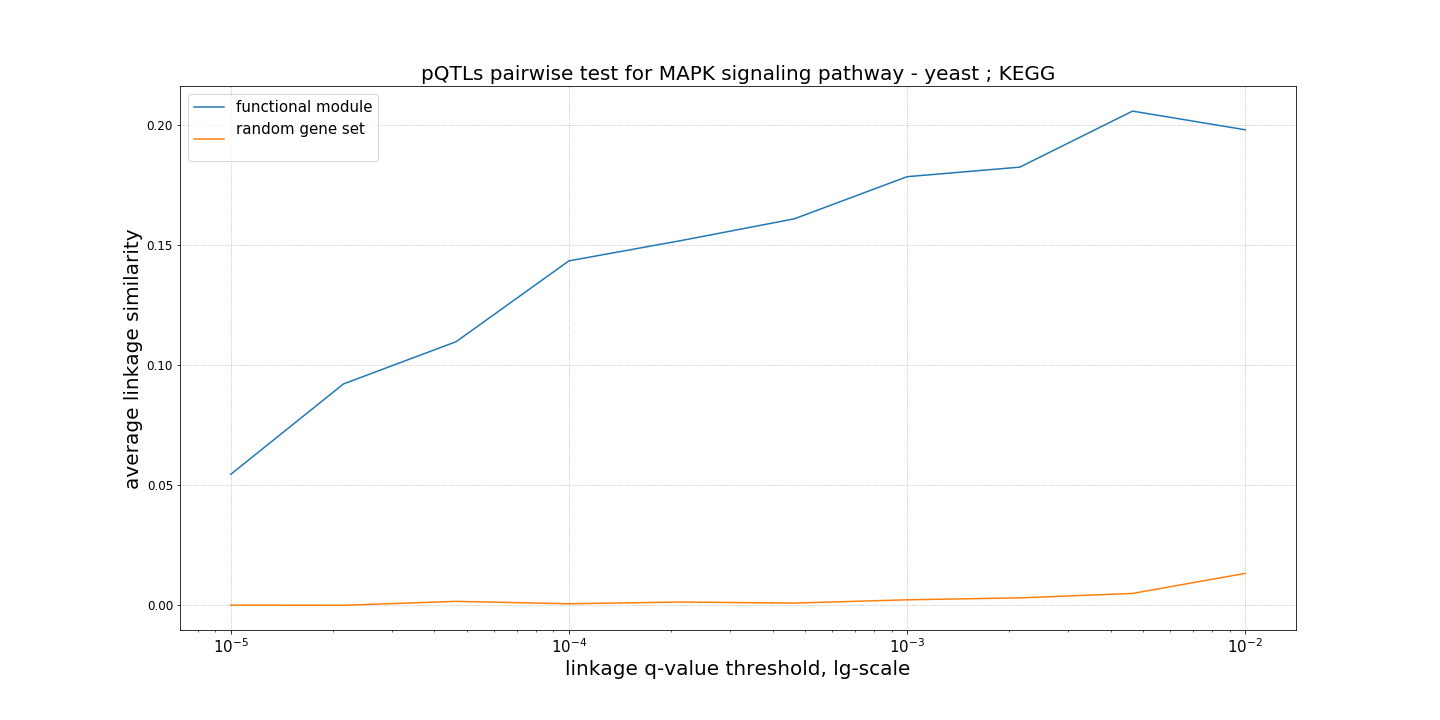 pQTLs pairwise test for MAPK signaling pathway - yeast ; KEGG
functional module
random gene set
average linkage similarity
0.20
0.15
0.10
0.05
0.00
10⁻⁵
10⁻⁴
10⁻³
10⁻²
linkage q-value threshold, lg-scale